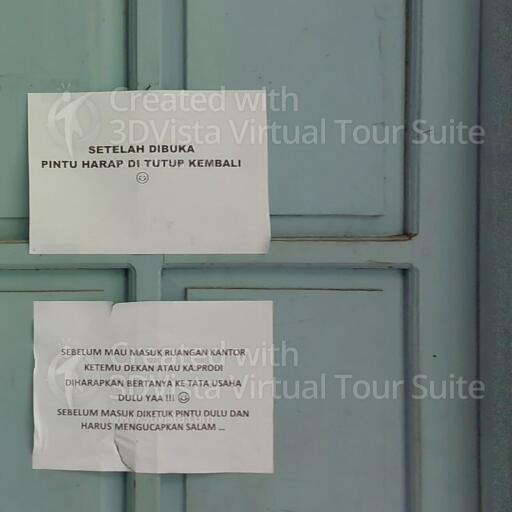 Created with
3DVista Virtual Tour Suite
SETELAH DIBUKA
PINTU HARAP DI TUTUP KEMBALI
☺
SEBELUM MAU MASUK RUANGAN KANTOR
KETEMU DEKAN ATAU KA.PRODI
DIHARAPKAN BERTANYA KE TATA USAHA
DULU YAA !!! ☺
SEBELUM MASUK DIKETUK PINTU DULU DAN
HARUS MENGUCAPKAN SALAM ...
Created with
3DVista Virtual Tour Suite